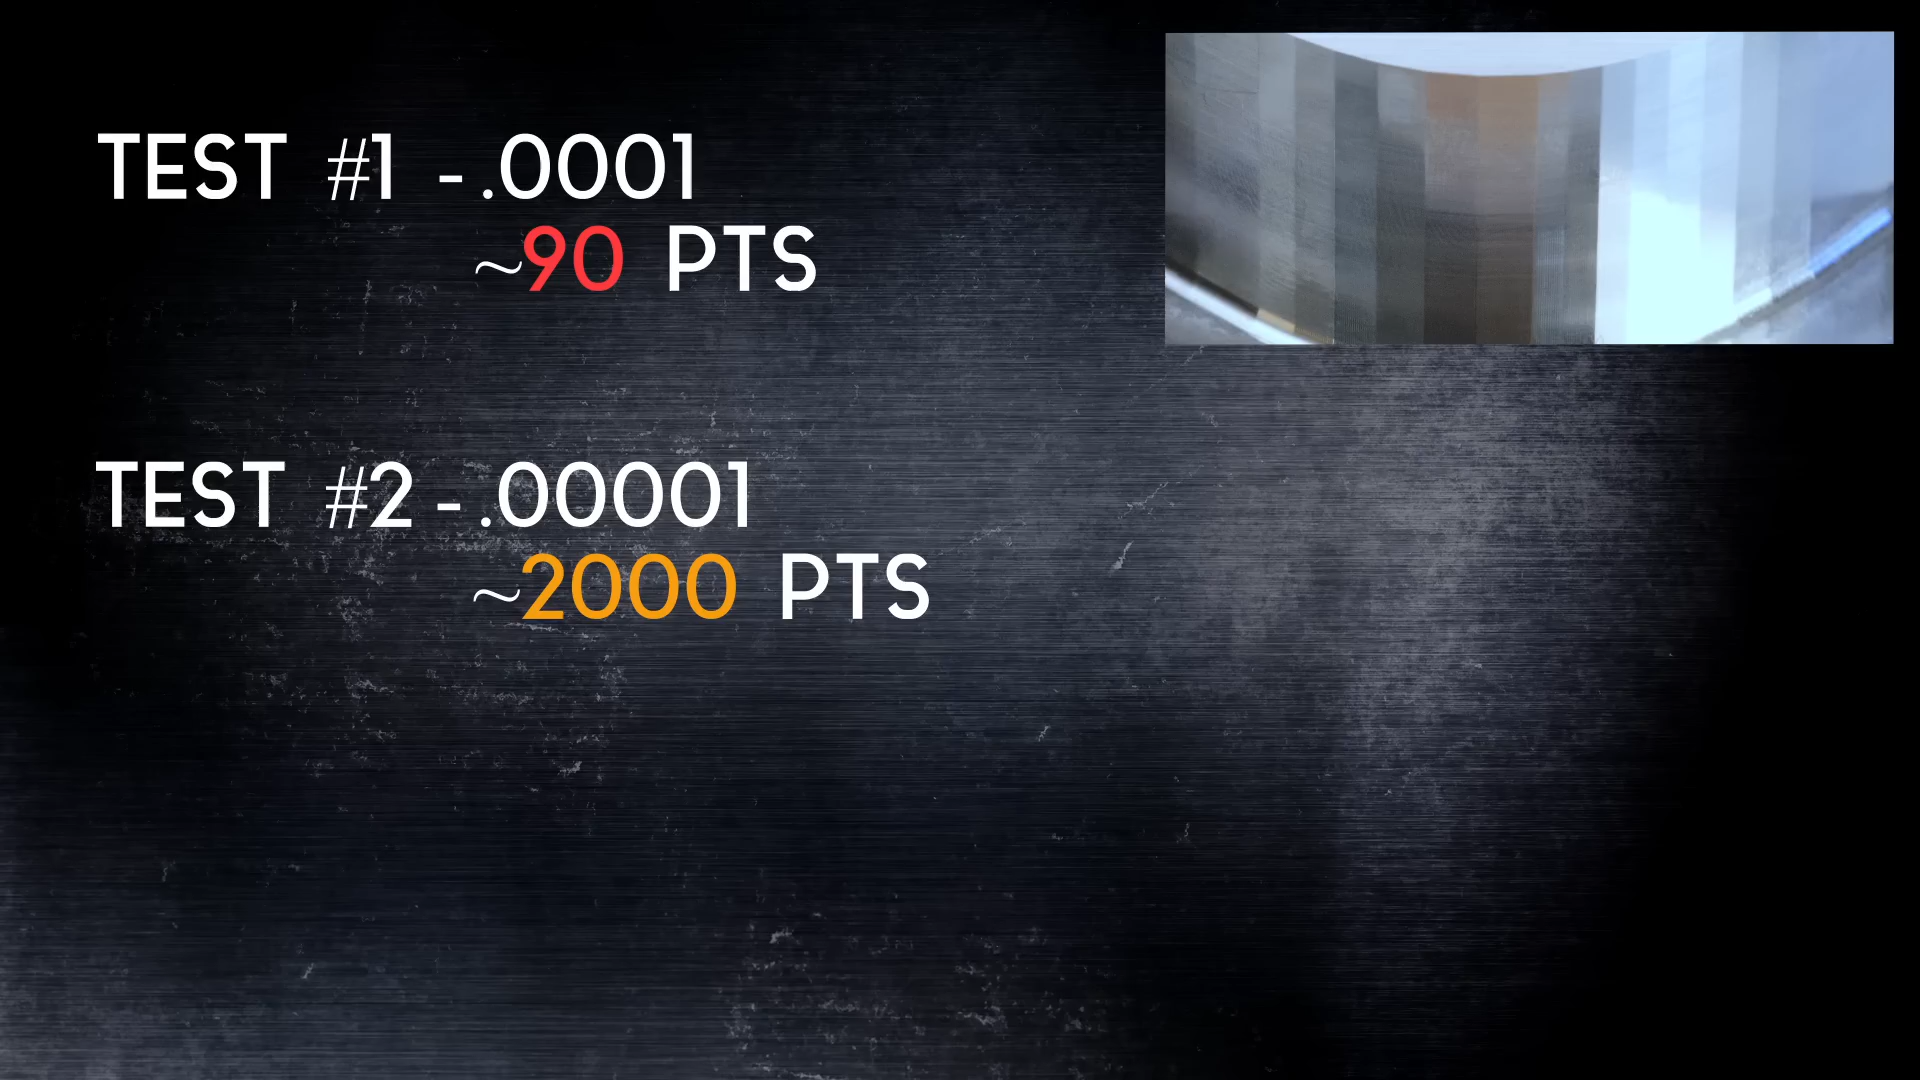 TEST #1 - .0001
~90 PTS
TEST #2 - .00001
~2000 PTS